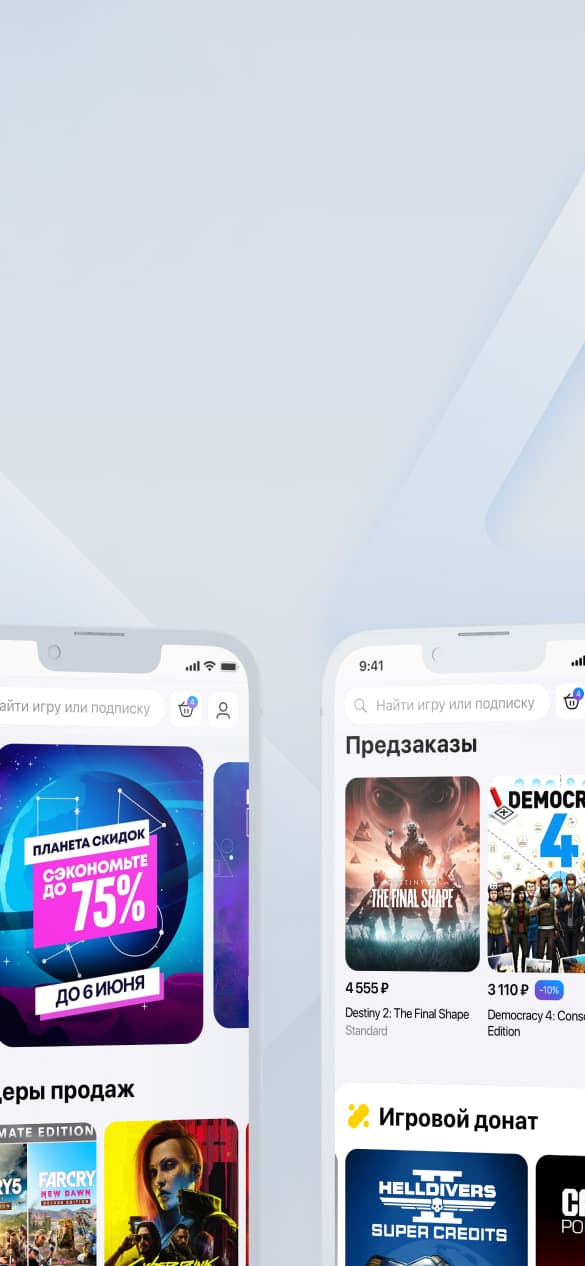 айти игру или подписку
4
ПЛАНЕТА СКИДОК
СЭКОНОМЬТЕ
ДО 75%
ДО 6 ИЮНЯ
деры продаж
MATE EDITION
RY5
FARCRY
NEW DAWN
DELUXE EDITION
9:41
Найти игру или подписку
4
Предзаказы
DESTINY 2
THE FINAL SHAPE
4 555 ₽
Destiny 2: The Final Shape
Standard
DEMOCR
4
3 110 ₽ -10%
Democracy 4: Conso
Edition
Игровой донат
HELLDIVERS
II
SUPER CREDITS
PO